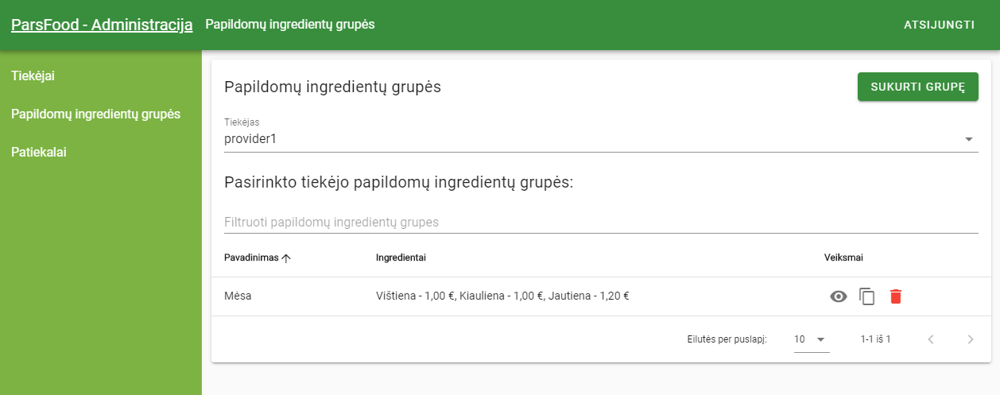 ParsFood - Administracija Papildomų ingredientų grupės ATSIJUNGTI
Tiekėjai
Papildomų ingredientų grupės
Patiekalai
Papildomų ingredientų grupės SUKURTI GRUPĘ
Tiekėjas
provider1
Pasirinkto tiekėjo papildomų ingredientų grupės:
Filtruoti papildomų ingredientų grupes
Pavadinimas Ingredientai Veiksmai
Mėsa Vištiena - 1,00 €, Kiauliena - 1,00 €, Jautiena - 1,20 €
Eilutės per puslapį: 10 1-1 iš 1